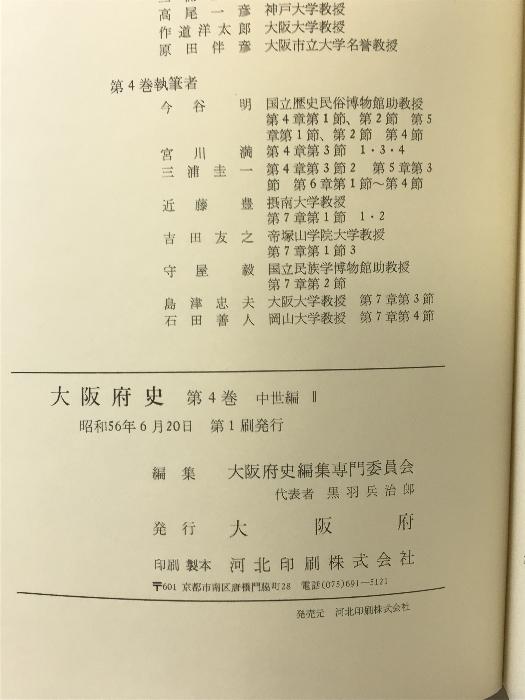 高尾一彦 神戸大学教授
作道洋太郎 大阪大学教授
原田伴彦 大阪市立大学名誉教授
第4巻執筆者
今谷明 国立歴史民俗博物館助教授
第4章第1節、第2節 第5
章第1節、第2節 第4節
宮川満 第4章第3節 1・3・4
三浦圭一 第4章第3節2 第5章第3
節 第6章第1節〜第4節
近藤豊 摂南大学教授
第7章第1節 1・2
吉田友之 帝塚山学院大学教授
第7章第1節3
守屋毅 国立民族学博物館助教授
第7章第2節
島津忠夫 大阪大学教授 第7章第3節
石田善人 岡山大学教授 第7章第4節
大阪府史 第4巻 中世編 Ⅱ
昭和56年6月20日 第1刷発行
編集 大阪府史編集専門委員会
代表者 黒羽兵治郎
発行 大阪府
印刷製本 河北印刷株式会社
〒601 京都市南区唐橋門脇町28 電話(075)691―5121
発売元 河北印刷株式会社